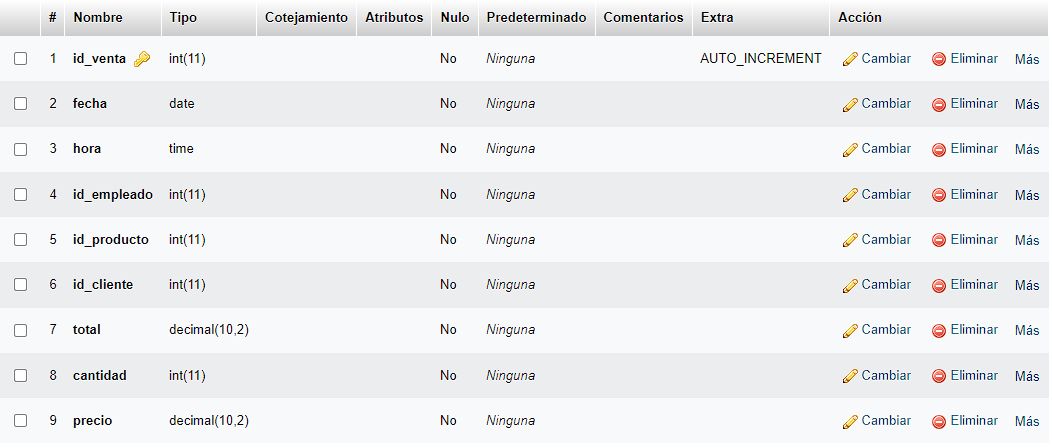 # Nombre Tipo Cotejamiento Atributos Nulo Predeterminado Comentarios Extra Acción
1 id_venta int(11) No Ninguna AUTO_INCREMENT Cambiar Eliminar Más
2 fecha date No Ninguna Cambiar Eliminar Más
3 hora time No Ninguna Cambiar Eliminar Más
4 id_empleado int(11) No Ninguna Cambiar Eliminar Más
5 id_producto int(11) No Ninguna Cambiar Eliminar Más
6 id_cliente int(11) No Ninguna Cambiar Eliminar Más
7 total decimal(10,2) No Ninguna Cambiar Eliminar Más
8 cantidad int(11) No Ninguna Cambiar Eliminar Más
9 precio decimal(10,2) No Ninguna Cambiar Eliminar Más